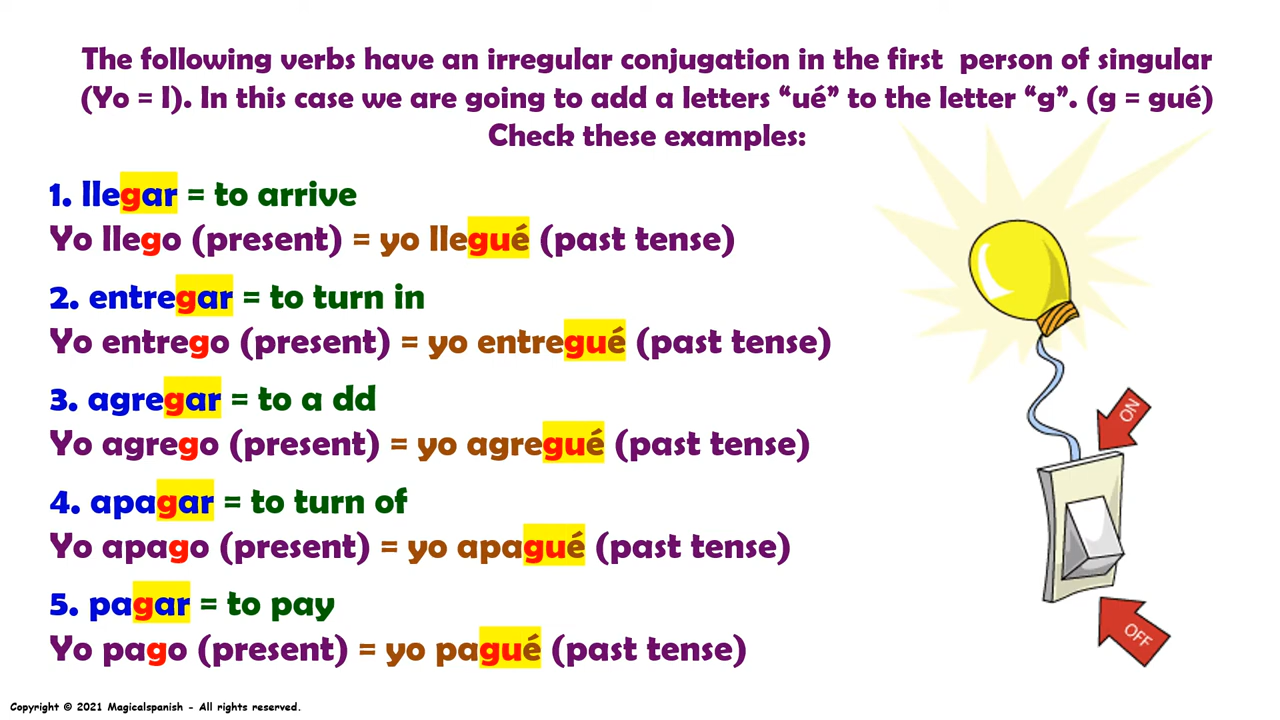 The following verbs have an irregular conjugation in the first person of singular
(Yo = I). In this case we are going to add a letters “ué” to the letter “g”. (g = gué)
Check these examples:
1. llegar = to arrive
Yo llego (present) = yo llegué (past tense)
2. entregar = to turn in
Yo entrego (present) = yo entregué (past tense)
3. agregar = to a dd
Yo agrego (present) = yo agregué (past tense)
4. apagar = to turn of
Yo apago (present) = yo apagué (past tense)
5. pagar = to pay
Yo pago (present) = yo pagué (past tense)
ON
OFF
Copyright © 2021 Magicalspanish - All rights reserved.